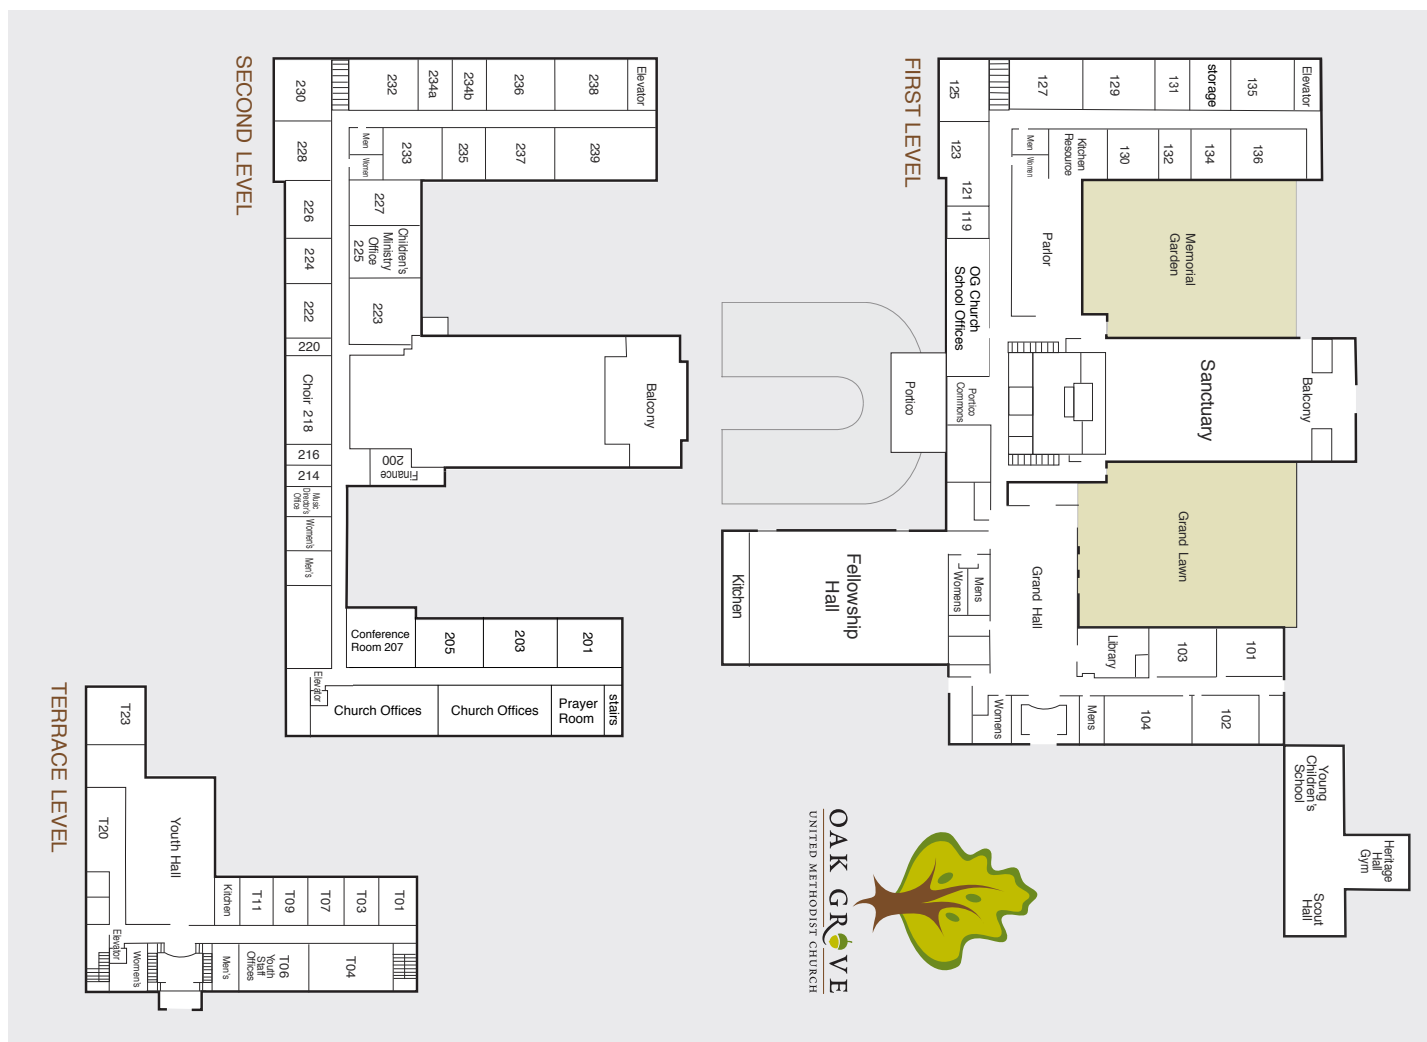 SECOND LEVEL
230
232
234a
234b
236
238
Elevator
228
Men
Women
233
235
237
239
226
227
224
Children's
Ministry
Office
225
222
223
220
Choir 218
Balcony
216
214
Finance
200
Music
Director's
Office
Women's
Men's
Conference
Room 207
205
203
201
Elevator
Church Offices
Church Offices
Prayer
Room
stairs
FIRST LEVEL
125
127
129
131
storage
135
Elevator
123
Men
Women
Kitchen
Resource
130
132
134
136
121
119
Parlor
Memorial
Garden
OG Church
School Offices
Portico
Portico
Commons
Sanctuary
Balcony
Grand Lawn
Kitchen
Fellowship
Hall
Mens
Womens
Grand Hall
Library
103
101
Womens
Mens
104
102
Young
Children's
School
Heritage
Hall
Gym
Scout
Hall
TERRACE LEVEL
T23
T20
Youth Hall
Kitchen
T11
T09
T07
T03
T01
Elevator
Women's
Men's
T06
Youth
Staff
Offices
T04
OAK GROVE
UNITED METHODIST CHURCH